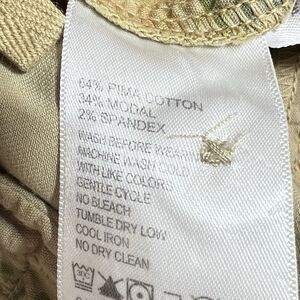 64% PIMA COTTON
34% MODAL
2% SPANDEX
WASH BEFORE WEARING
MACHINE WASH COLD
WITH LIKE COLORS
GENTLE CYCLE
NO BLEACH
TUMBLE DRY LOW
COOL IRON
NO DRY CLEAN